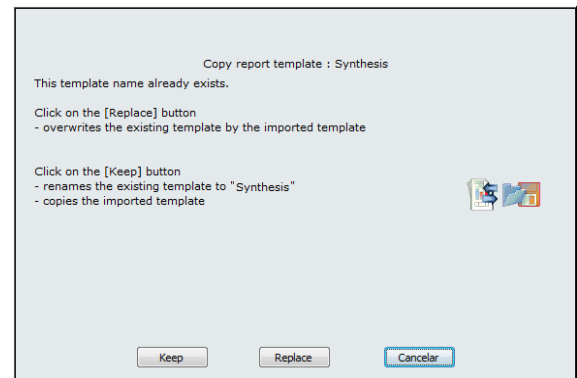 Copy report template : Synthesis
This template name already exists.
Click on the [Replace] button
- overwrites the existing template by the imported template
Click on the [Keep] button
- renames the existing template to "Synthesis"
- copies the imported template
Keep Replace Cancelar